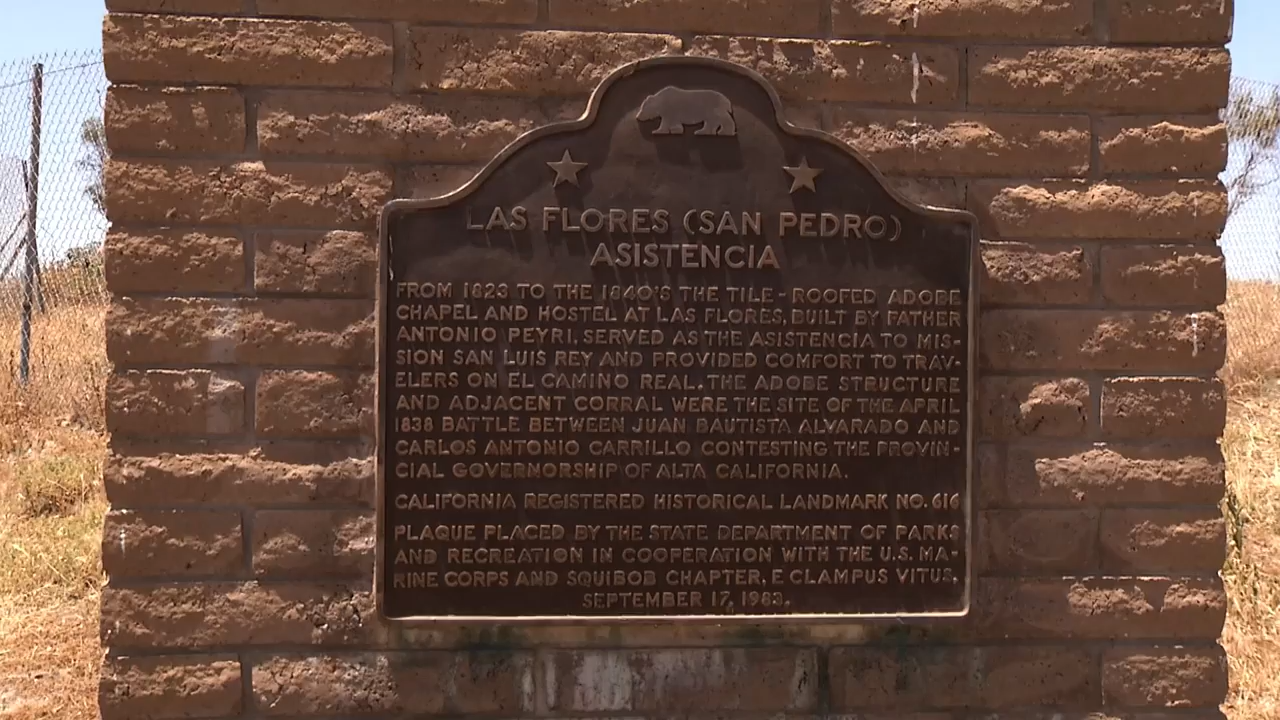 LAS FLORES (SAN PEDRO)
ASISTENCIA
FROM 1823 TO THE 1840'S THE TILE-ROOFED ADOBE
CHAPEL AND HOSTEL AT LAS FLORES, BUILT BY FATHER
ANTONIO PEYRI, SERVED AS THE ASISTENCIA TO MIS-
SION SAN LUIS REY AND PROVIDED COMFORT TO TRAV-
ELERS ON EL CAMINO REAL. THE ADOBE STRUCTURE
AND ADJACENT CORRAL WERE THE SITE OF THE APRIL
1838 BATTLE BETWEEN JUAN BAUTISTA ALVARADO AND
CARLOS ANTONIO CARRILLO CONTESTING THE PROVIN-
CIAL GOVERNORSHIP OF ALTA CALIFORNIA.
CALIFORNIA REGISTERED HISTORICAL LANDMARK NO. 616
PLAQUE PLACED BY THE STATE DEPARTMENT OF PARKS
AND RECREATION IN COOPERATION WITH THE U.S. MA-
RINE CORPS AND SQUIBOB CHAPTER, E CLAMPUS VITUS,
SEPTEMBER 17, 1983.